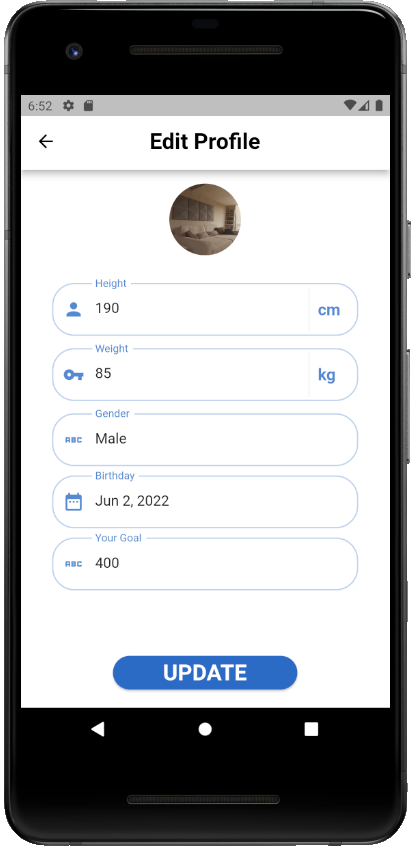 6:52
Edit Profile
Height
190
cm
Weight
85
kg
Gender
ABC
Male
Birthday
Jun 2, 2022
Your Goal
ABC
400
UPDATE